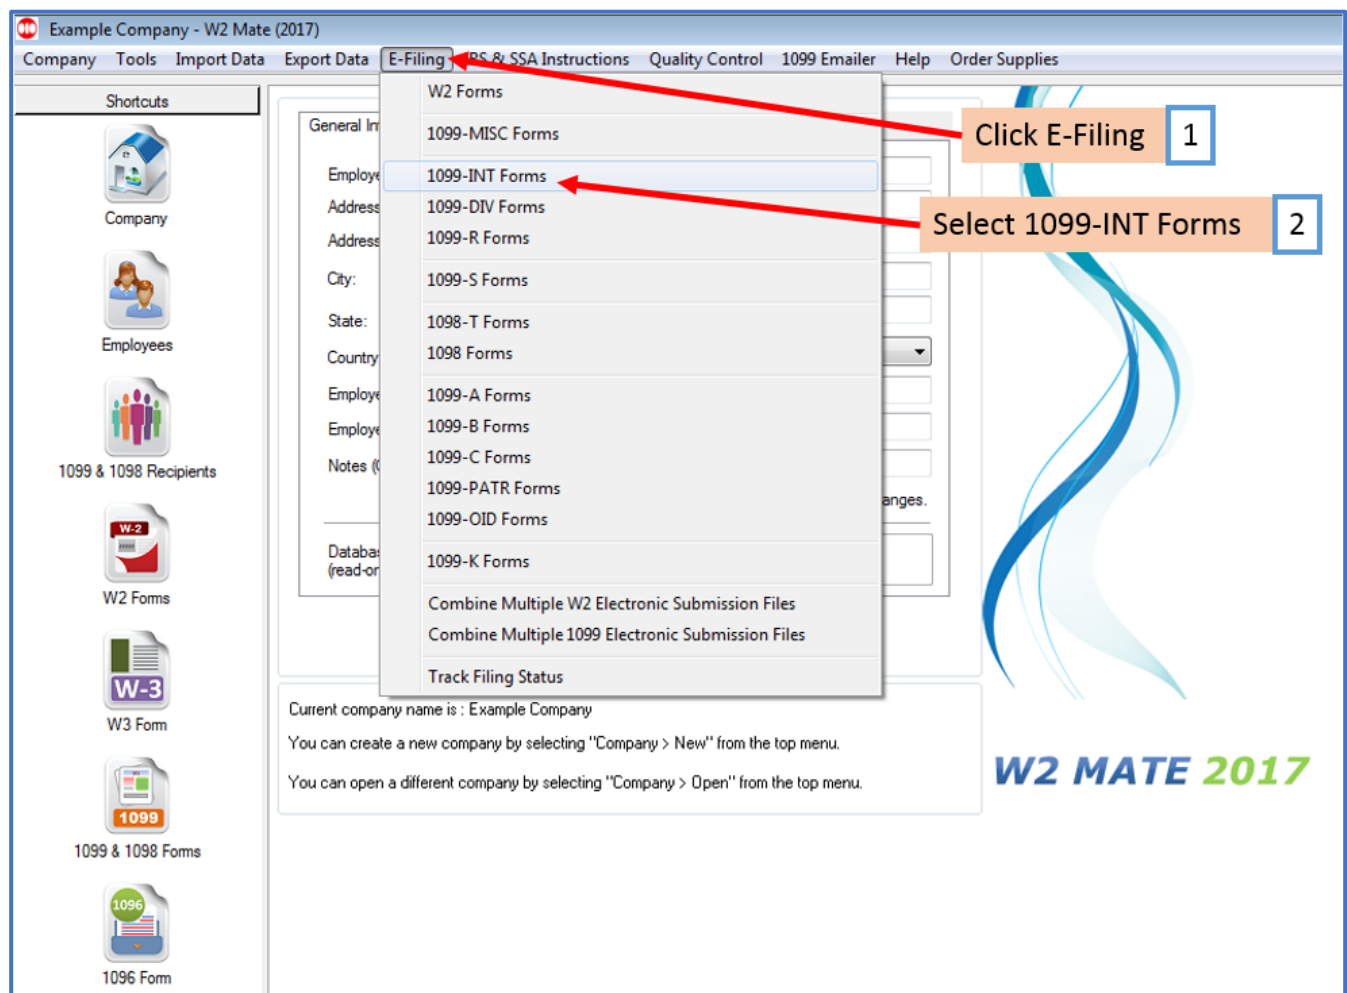 Example Company - W2 Mate (2017)
Company Tools Import Data Export Data E-Filing RS & SSA Instructions Quality Control 1099 Emailer Help Order Supplies
Shortcuts
Company
Employees
1099 & 1098 Recipients
W-2
W2 Forms
W-3
W3 Form
1099
1099 & 1098 Forms
1096
1096 Form
General In
Employe
Address
Address
City:
State:
Country
Employe
Employe
Notes (
anges.
Databas
(read-or
W2 Forms
1099-MISC Forms
1099-INT Forms
1099-DIV Forms
1099-R Forms
1099-S Forms
1098-T Forms
1098 Forms
1099-A Forms
1099-B Forms
1099-C Forms
1099-PATR Forms
1099-OID Forms
1099-K Forms
Combine Multiple W2 Electronic Submission Files
Combine Multiple 1099 Electronic Submission Files
Track Filing Status
Click E-Filing 1
Select 1099-INT Forms 2
Current company name is : Example Company
You can create a new company by selecting "Company > New" from the top menu.
You can open a different company by selecting "Company > Open" from the top menu.
W2 MATE 2017